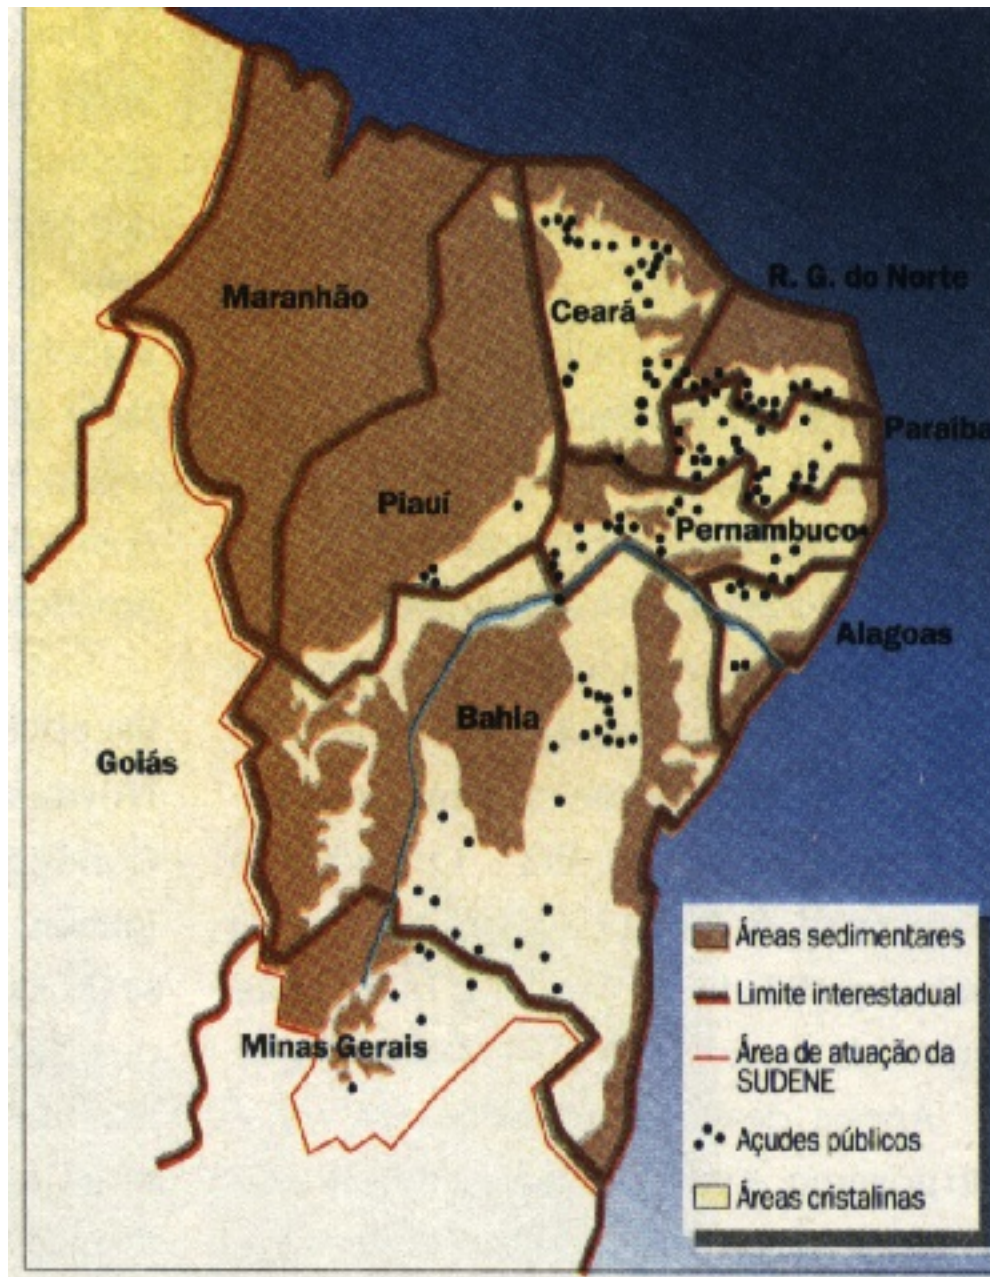 R. G. do Norte
Maranhão
Ceará
Paraíba
Piauí
Pernambuco
Alagoas
Bahia
Goiás
Minas Gerais
Áreas sedimentares
Limite interestadual
Área de atuação da
SUDENE
Açudes públicos
Áreas cristalinas